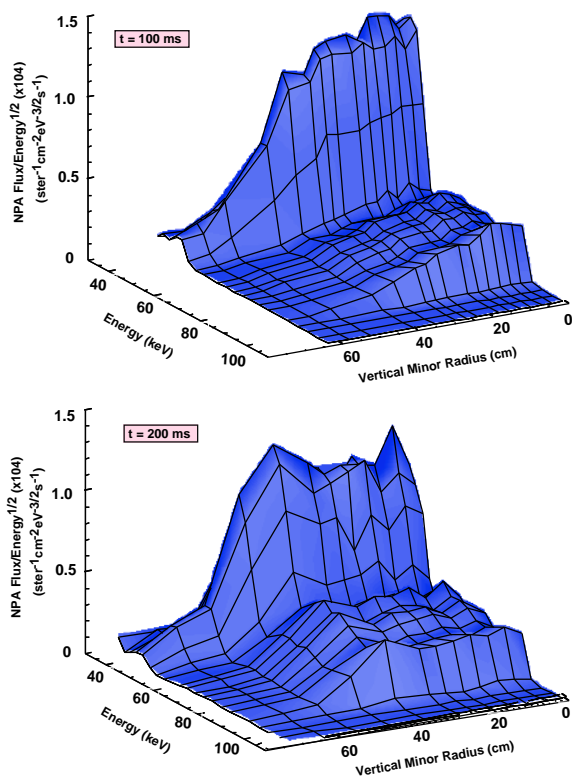 t = 100 ms
NPA Flux/Energy1/2 (x104)
(ster-1cm-2eV-3/2s-1)
1.5
1.0
0.5
0
40
60
80
100
Energy (keV)
60
40
20
0
Vertical Minor Radius (cm)
t = 200 ms
NPA Flux/Energy1/2 (x104)
(ster-1cm-2eV-3/2s-1)
1.5
1.0
0.5
0
40
60
80
100
Energy (keV)
60
40
20
0
Vertical Minor Radius (cm)